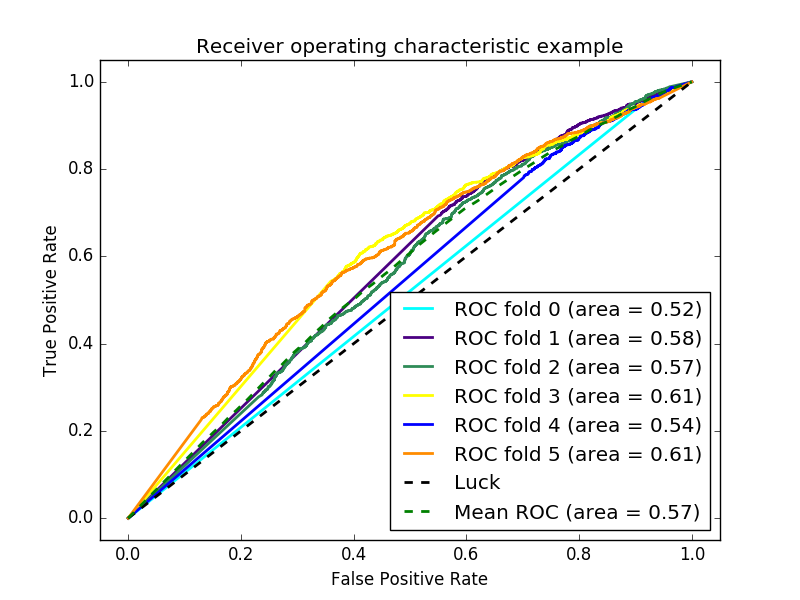 Receiver operating characteristic example
True Positive Rate
1.0
0.8
0.6
0.4
0.2
0.0
ROC fold 0 (area = 0.52)
ROC fold 1 (area = 0.58)
ROC fold 2 (area = 0.57)
ROC fold 3 (area = 0.61)
ROC fold 4 (area = 0.54)
ROC fold 5 (area = 0.61)
Luck
Mean ROC (area = 0.57)
0.0 0.2 0.4 0.6 0.8 1.0
False Positive Rate